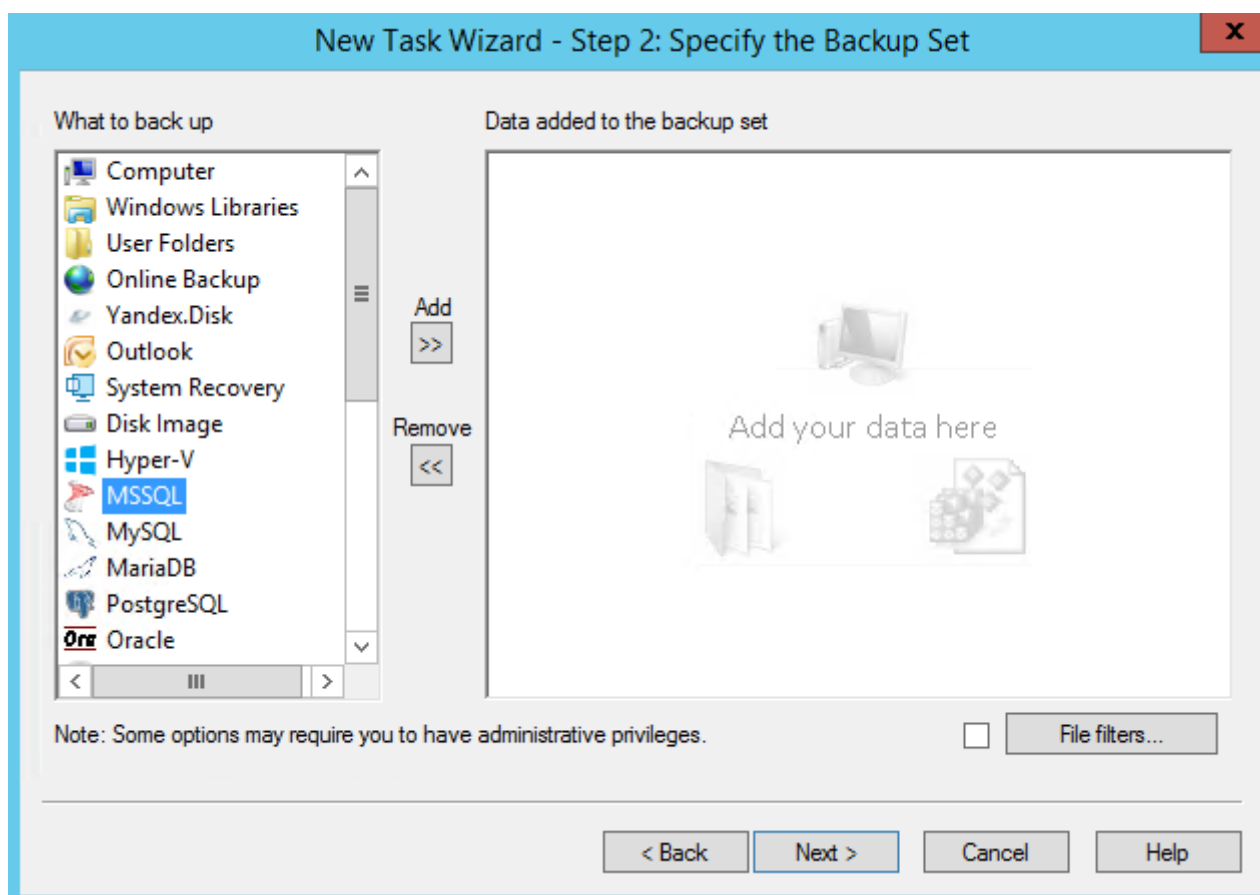 New Task Wizard - Step 2: Specify the Backup Set
x
What to back up
Data added to the backup set
Computer
Windows Libraries
User Folders
Online Backup
Yandex.Disk
Outlook
System Recovery
Disk Image
Hyper-V
MSSQL
MySQL
MariaDB
PostgreSQL
Ora Oracle
Add
>>
Remove
<<
Add your data here
Note: Some options may require you to have administrative privileges.
File filters...
< Back
Next >
Cancel
Help